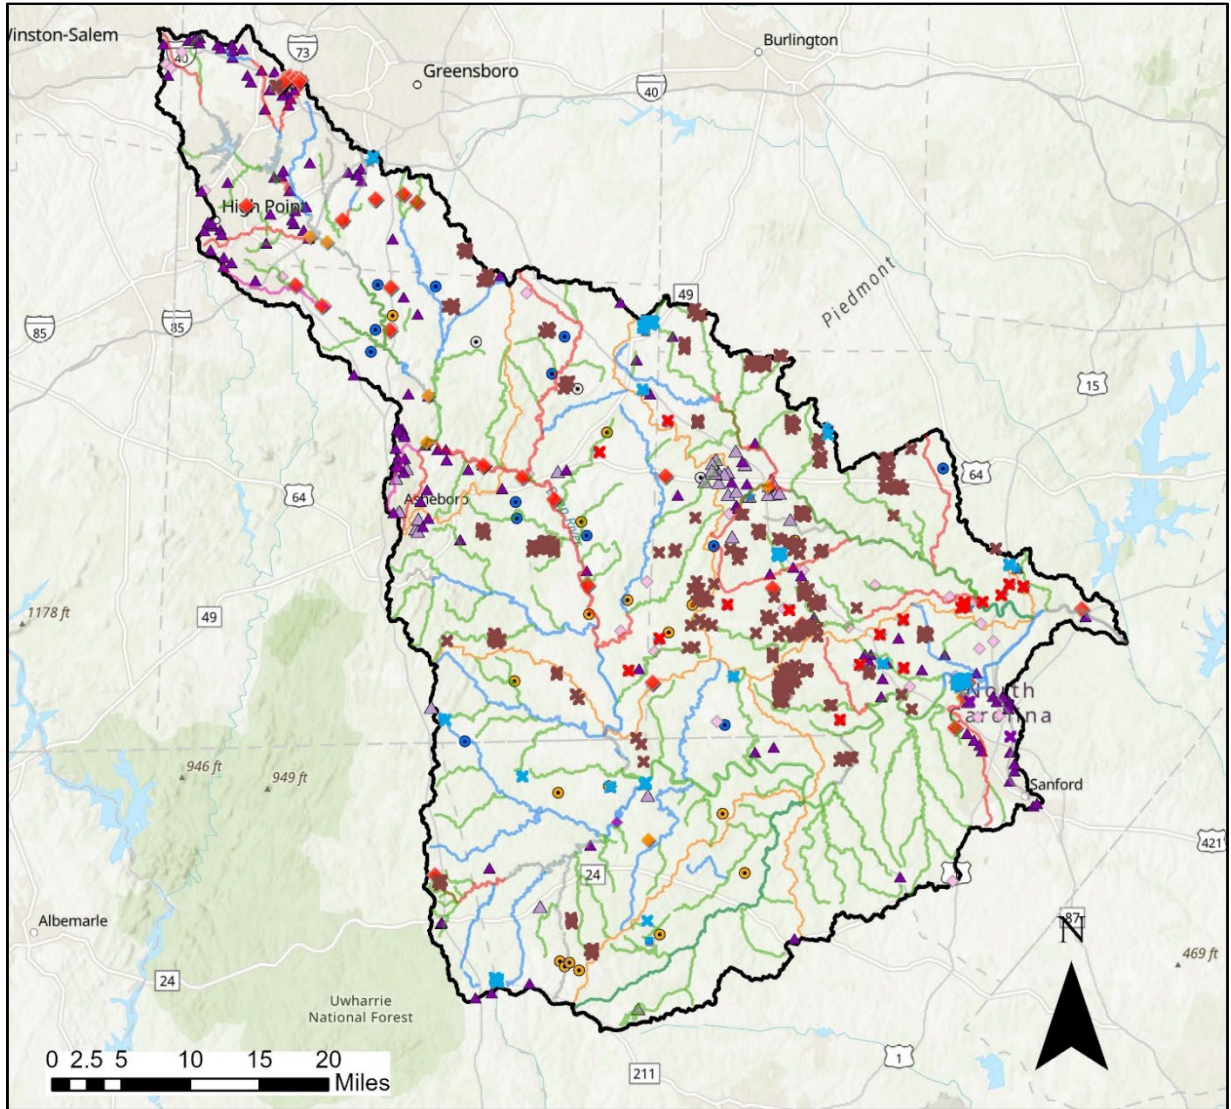 Winston-Salem
40
73
Greensboro
Burlington
40
High Point
85
85
49
Piedmont
15
64
64
Asheboro
1178 ft
49
North
Carolina
946 ft
949 ft
Sanford
421
24
Albemarle
87
N
24
469 ft
Uwharrie
National Forest
0 2.5 5 10 15 20
Miles
1
211